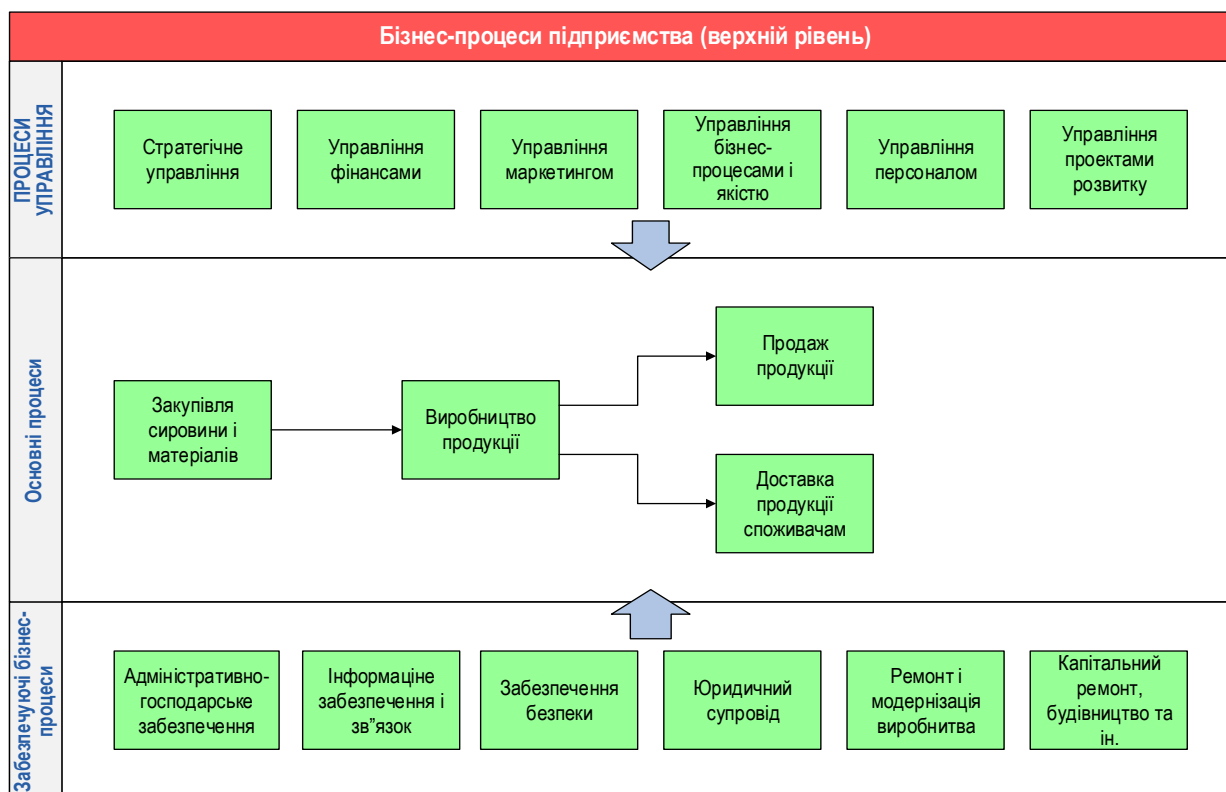 Бізнес-процеси підприємства (верхній рівень)
ПРОЦЕСИ
УПРАВЛІННЯ
Стратегічне
управління
Управління
фінансами
Управління
маркетингом
Управління
бізнес-
процесами і
якістю
Управління
персоналом
Управління
проектами
розвитку
Основні процеси
Закупівля
сировини і
матеріалів
Виробництво
продукції
Продаж
продукції
Доставка
продукції
споживачам
Забезпечуючі бізнес-
процеси
Адміністративно-
господарське
забезпечення
Інформаціне
забезпечення і
зв"язок
Забезпечення
безпеки
Юридичний
супровід
Ремонт і
модернізація
виробнитва
Капітальний
ремонт,
будівництво та
ін.